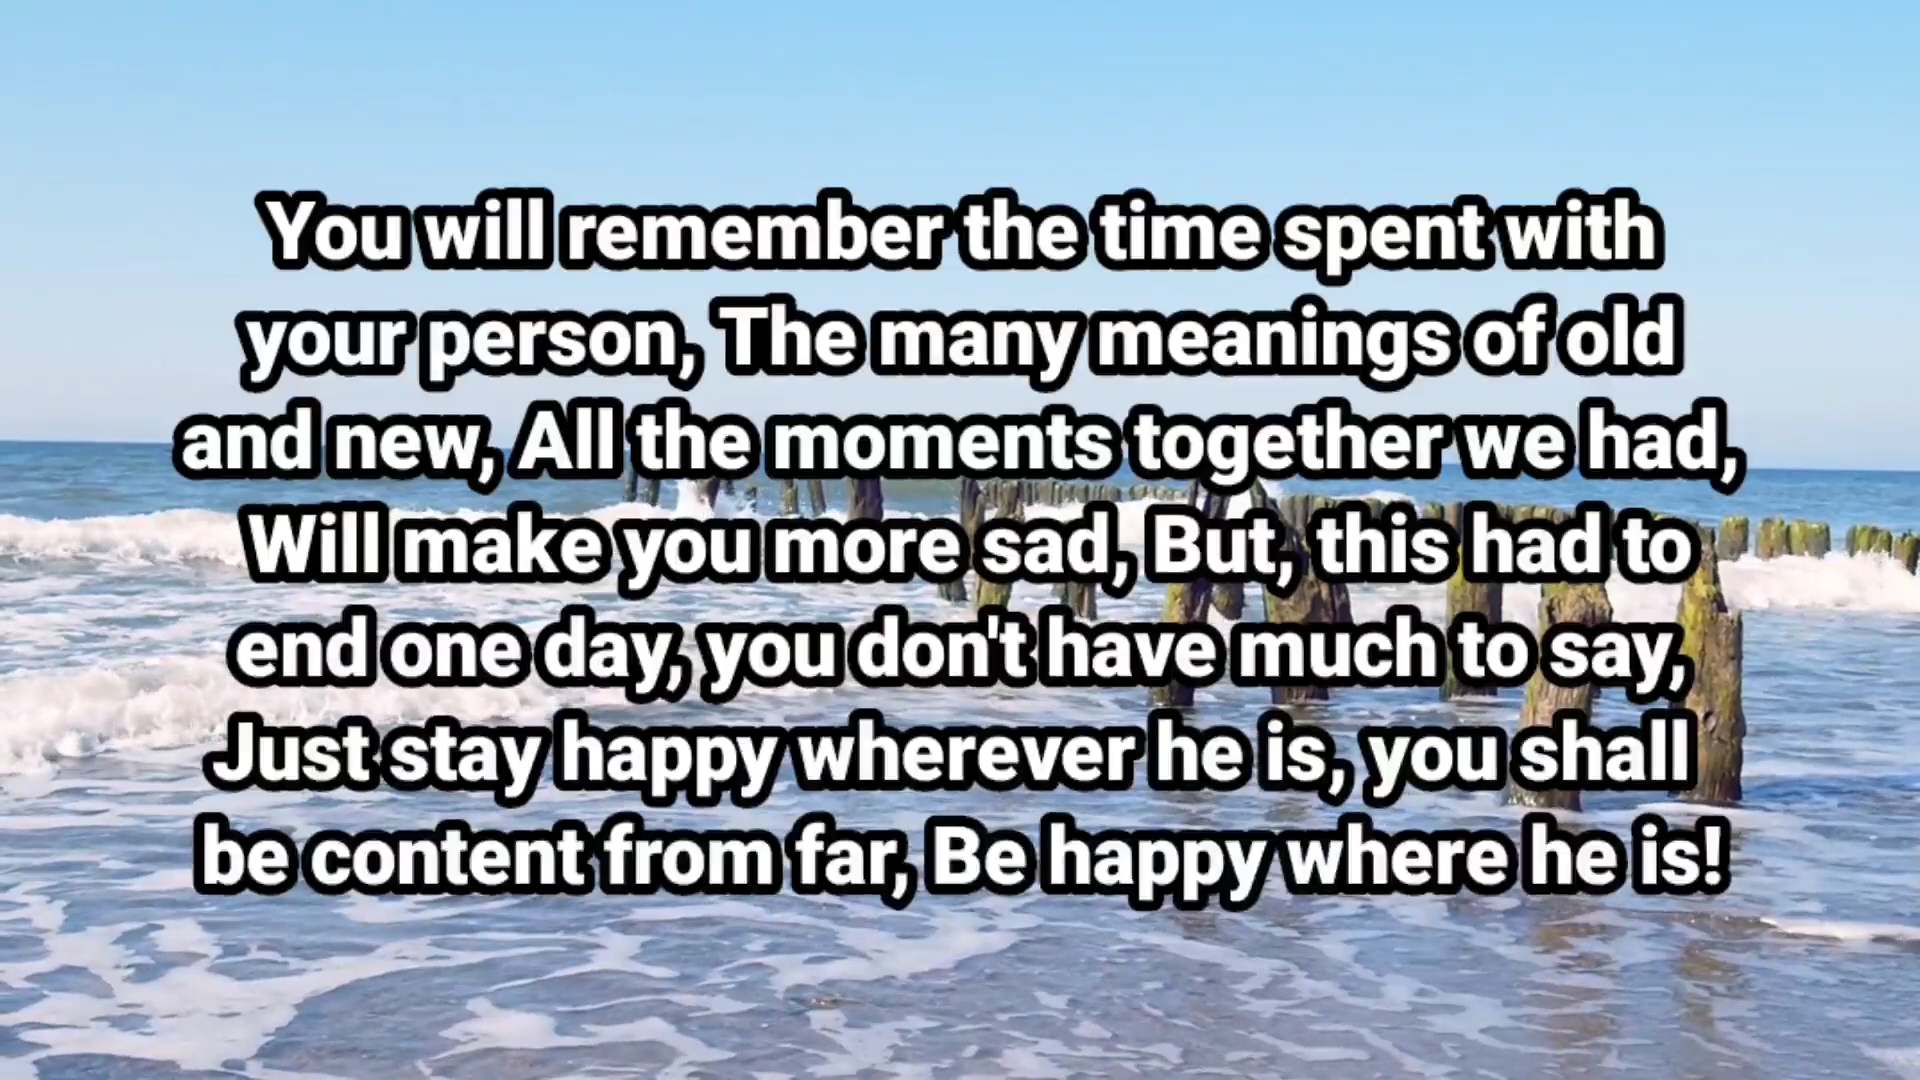 You will remember the time spent with
your person, The many meanings of old
and new, All the moments together we had,
Will make you more sad, But, this had to
end one day, you don't have much to say,
Just stay happy wherever he is, you shall
be content from far, Be happy where he is!